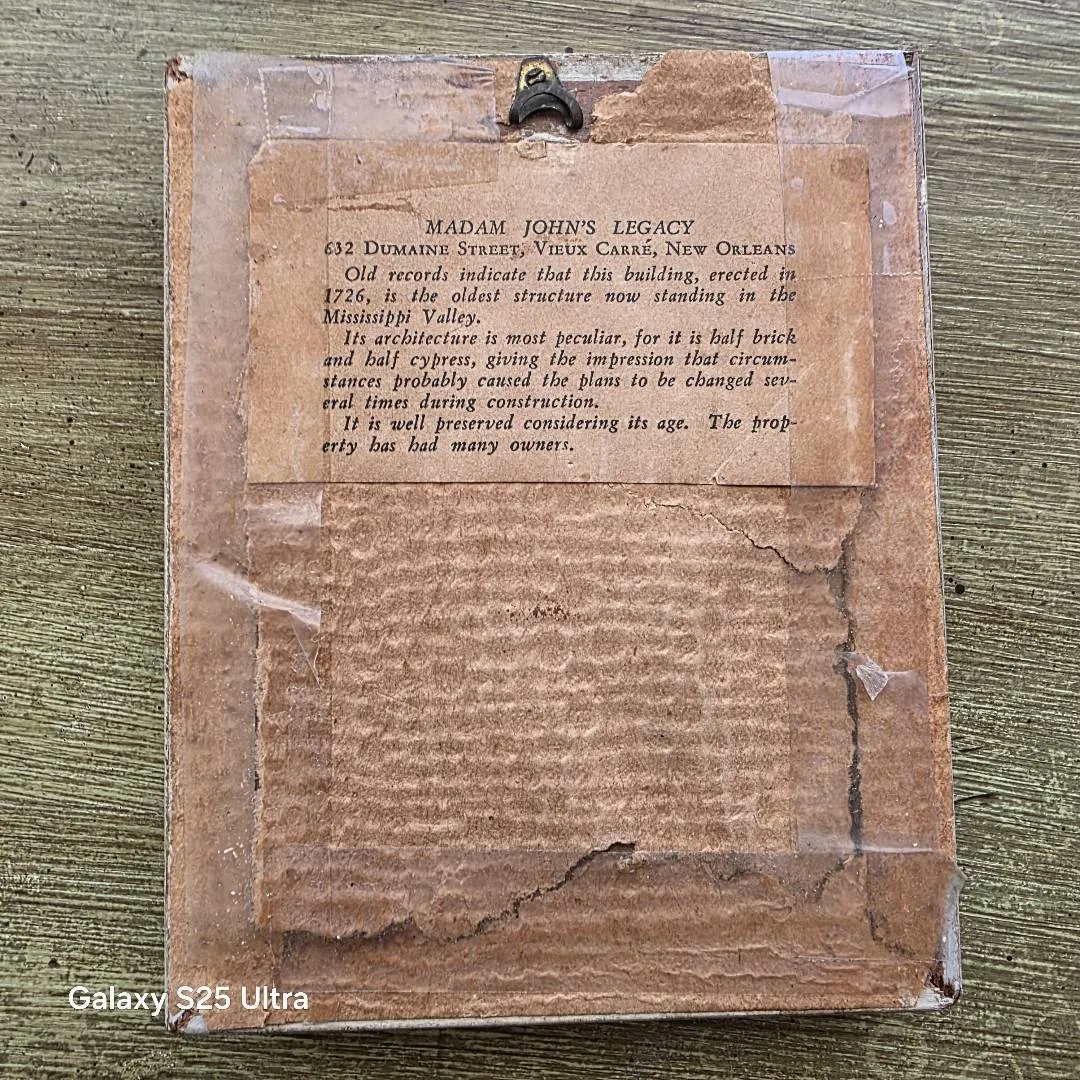 MADAM JOHN'S LEGACY
632 DUMAINE STREET, VIEUX CARRÉ, NEW ORLEANS
Old records indicate that this building, erected in
1726, is the oldest structure now standing in the
Mississippi Valley.
Its architecture is most peculiar, for it is half brick
and half cypress, giving the impression that circum-
stances probably caused the plans to be changed sev-
eral times during construction.
It is well preserved considering its age. The prop-
erty has had many owners.
Galaxy S25 Ultra